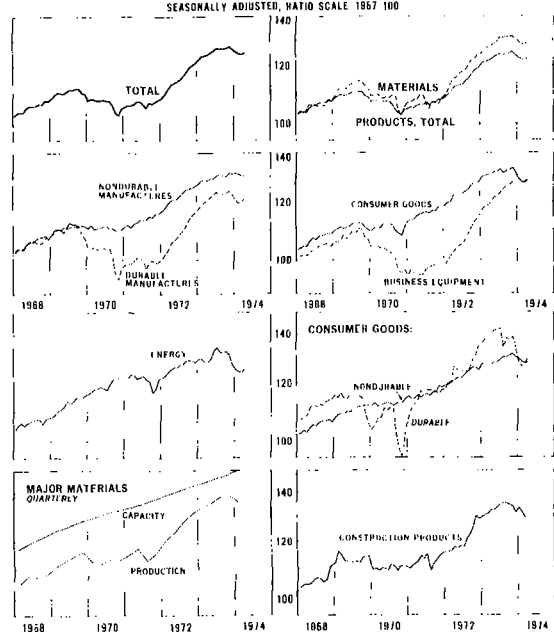 SEASONALLY ADJUSTED, RATIO SCALE 1967 100
140
TOTAL
MATERIALS
120
PRODUCTS, TOTAL
100
140
NONDURABLE
MANUFACTURES
CONSUMER GOODS
120
100
DURABLE
MANUFACTURES
BUSINESS EQUIPMENT
1968 1970 1972 1974
1968 1970 1972 1974
CONSUMER GOODS:
140
ENERGY
NONDURABLE
120
DURABLE
100
MAJOR MATERIALS
QUARTERLY
140
CAPACITY
CONSTRUCTION PRODUCTS
120
PRODUCTION
100
1968 1970 1972 1974
1968 1970 1972 1974